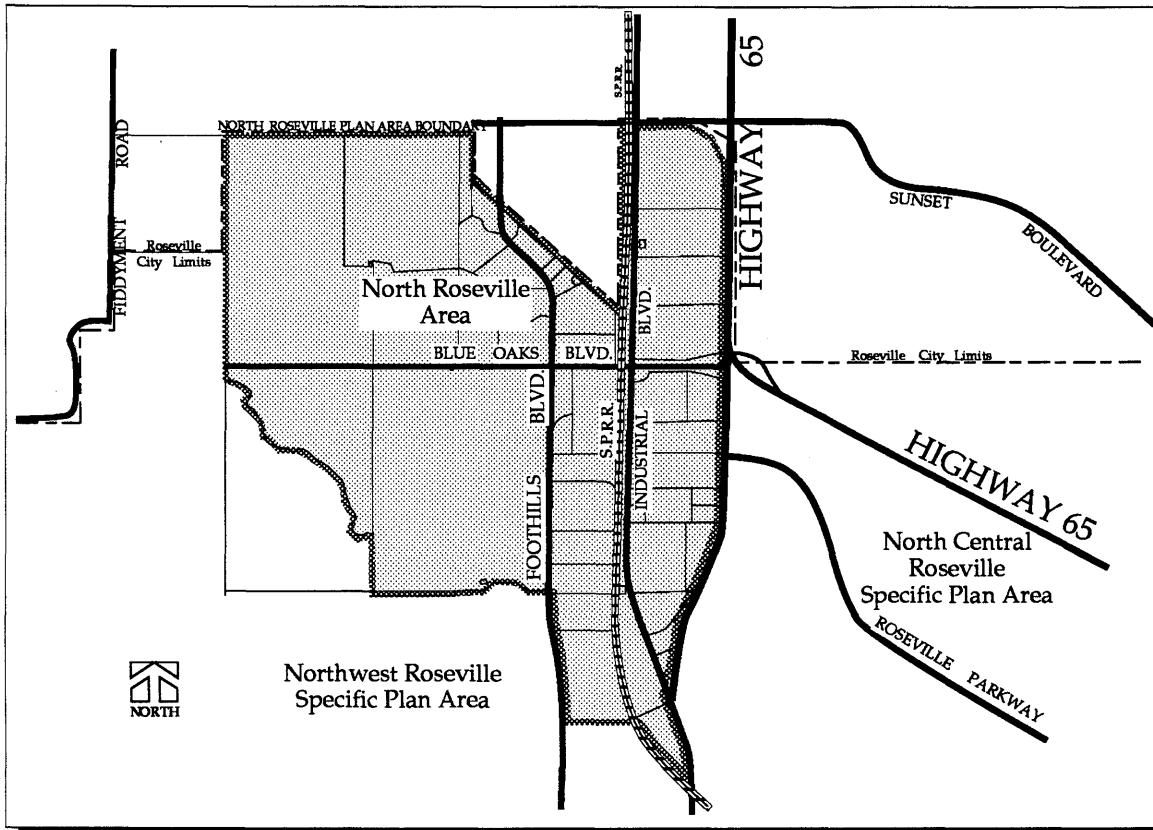 65
S.P.R.R.
NORTH ROSEVILLE PLAN AREA BOUNDARY
HIGHWAY
FIDDYMENT ROAD
SUNSET
BOULEVARD
Roseville
City Limits
North Roseville
Area
BLVD.
BLUE OAKS BLVD.
Roseville City Limits
BLVD.
S.P.R.R.
INDUSTRIAL
HIGHWAY 65
FOOTHILLS
North Central
Roseville
Specific Plan Area
ROSEVILLE PARKWAY
Northwest Roseville
Specific Plan Area
NORTH